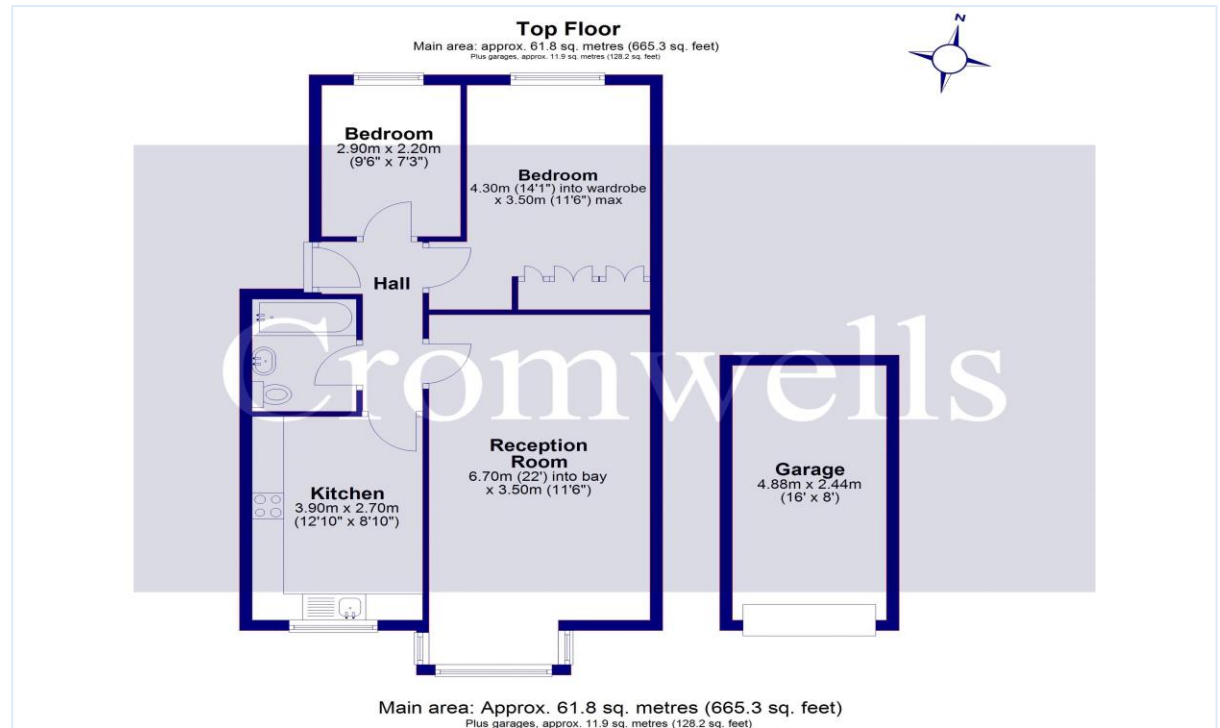 Top Floor
Main area: approx. 61.8 sq. metres (665.3 sq. feet)
Plus garages, approx. 11.9 sq. metres (128.2 sq. feet)
N
Bedroom
2.90m x 2.20m
(9'6" x 7'3")
Bedroom
4.30m (14'1") into wardrobe
x 3.50m (11'6") max
Hall
Cromwells
Reception
Room
6.70m (22') into bay
x 3.50m (11'6")
Kitchen
3.90m x 2.70m
(12'10" x 8'10")
Garage
4.88m x 2.44m
(16' x 8')
Main area: Approx. 61.8 sq. metres (665.3 sq. feet)
Plus garages, approx. 11.9 sq. metres (128.2 sq. feet)